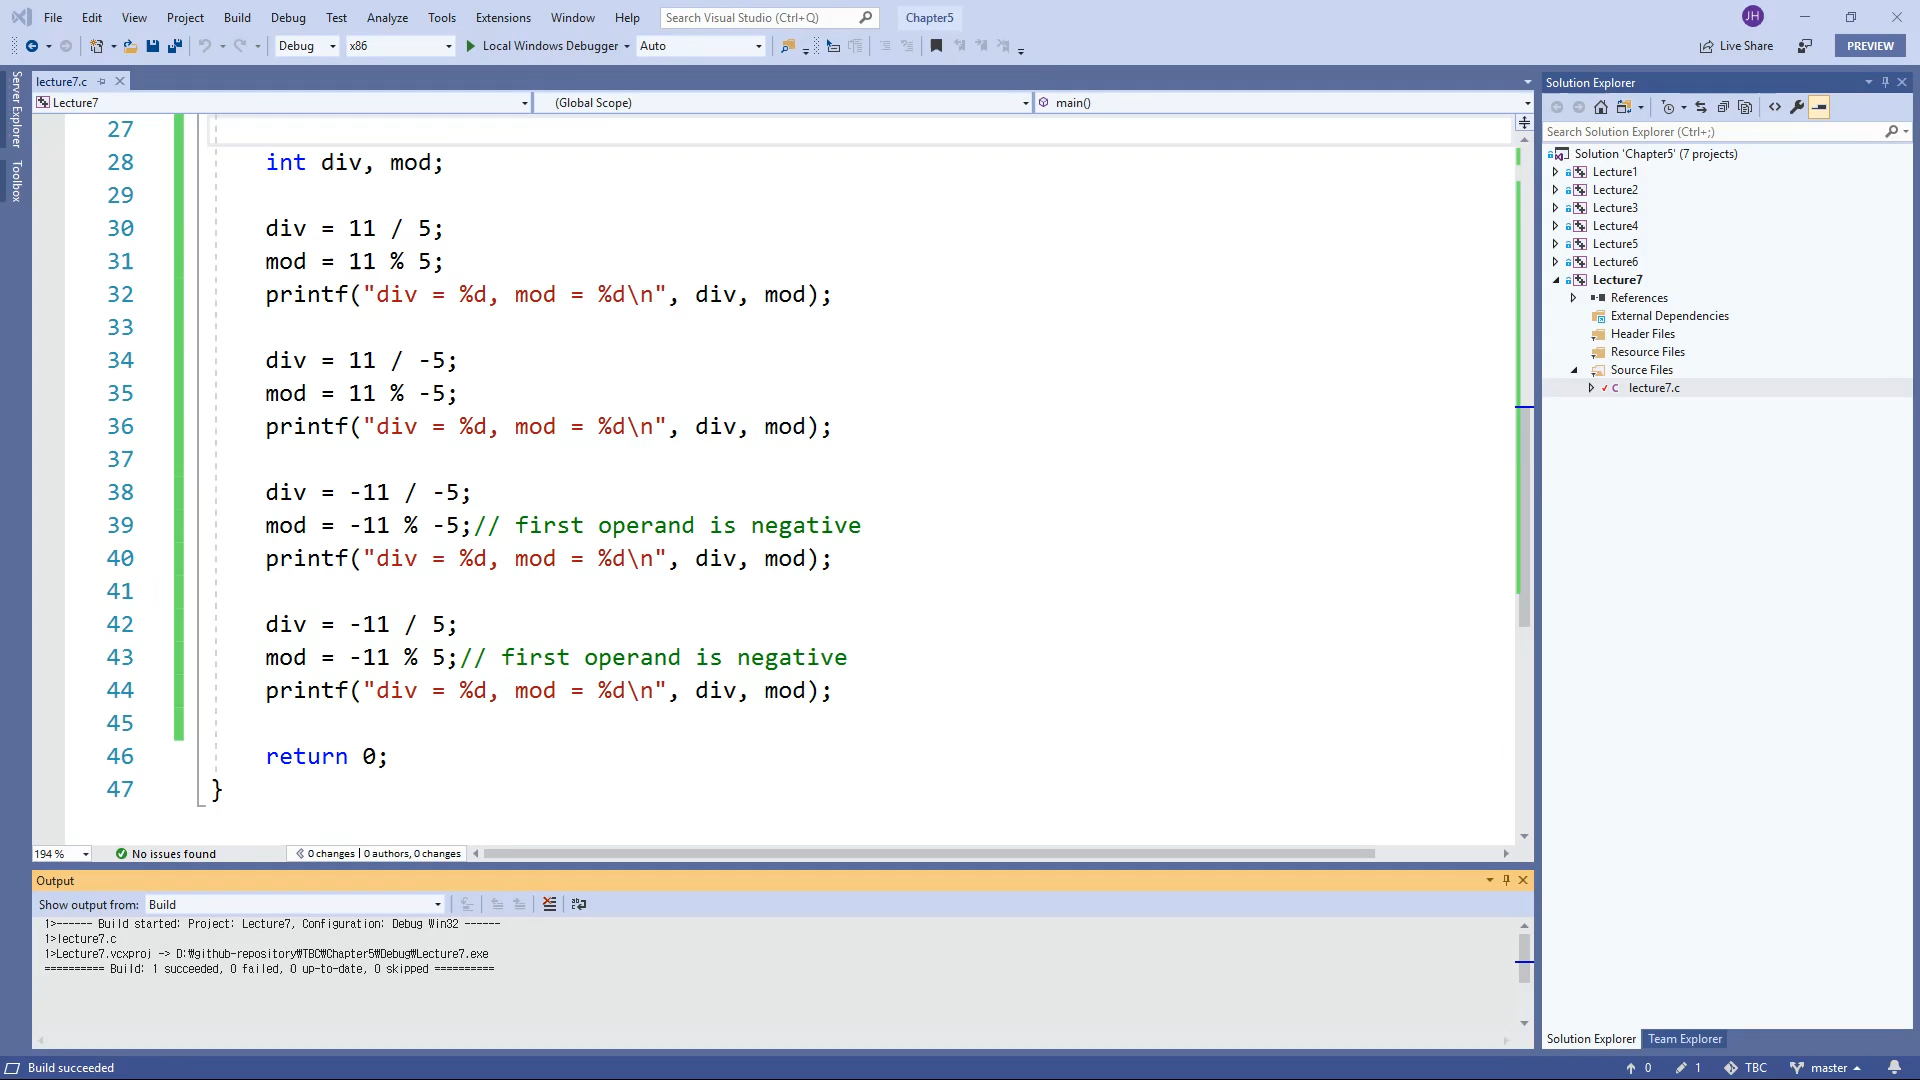 File Edit View Project Build Debug Test Analyze Tools Extensions Window Help Search Visual Studio (Ctrl+Q) Chapter5 JH
Debug x86 Local Windows Debugger Auto Live Share PREVIEW
Server Explorer
Toolbox
lecture7.c
Lecture7 (Global Scope) main()
27
28 int div, mod;
29
30 div = 11 / 5;
31 mod = 11 % 5;
32 printf("div = %d, mod = %d\n", div, mod);
33
34 div = 11 / -5;
35 mod = 11 % -5;
36 printf("div = %d, mod = %d\n", div, mod);
37
38 div = -11 / -5;
39 mod = -11 % -5;// first operand is negative
40 printf("div = %d, mod = %d\n", div, mod);
41
42 div = -11 / 5;
43 mod = -11 % 5;// first operand is negative
44 printf("div = %d, mod = %d\n", div, mod);
45
46 return 0;
47 }
194 % No issues found 0 changes | 0 authors, 0 changes
Output
Show output from: Build
1>------ Build started: Project: Lecture7, Configuration: Debug Win32 ------
1>lecture7.c
1>Lecture7.vcxproj -> D:₩github-repository₩TBC₩Chapter5₩Debug₩Lecture7.exe
========== Build: 1 succeeded, 0 failed, 0 up-to-date, 0 skipped ==========
Solution Explorer
Search Solution Explorer (Ctrl+;)
Solution 'Chapter5' (7 projects)
Lecture1
Lecture2
Lecture3
Lecture4
Lecture5
Lecture6
Lecture7
References
External Dependencies
Header Files
Resource Files
Source Files
C lecture7.c
Solution Explorer Team Explorer
Build succeeded 0 1 TBC master